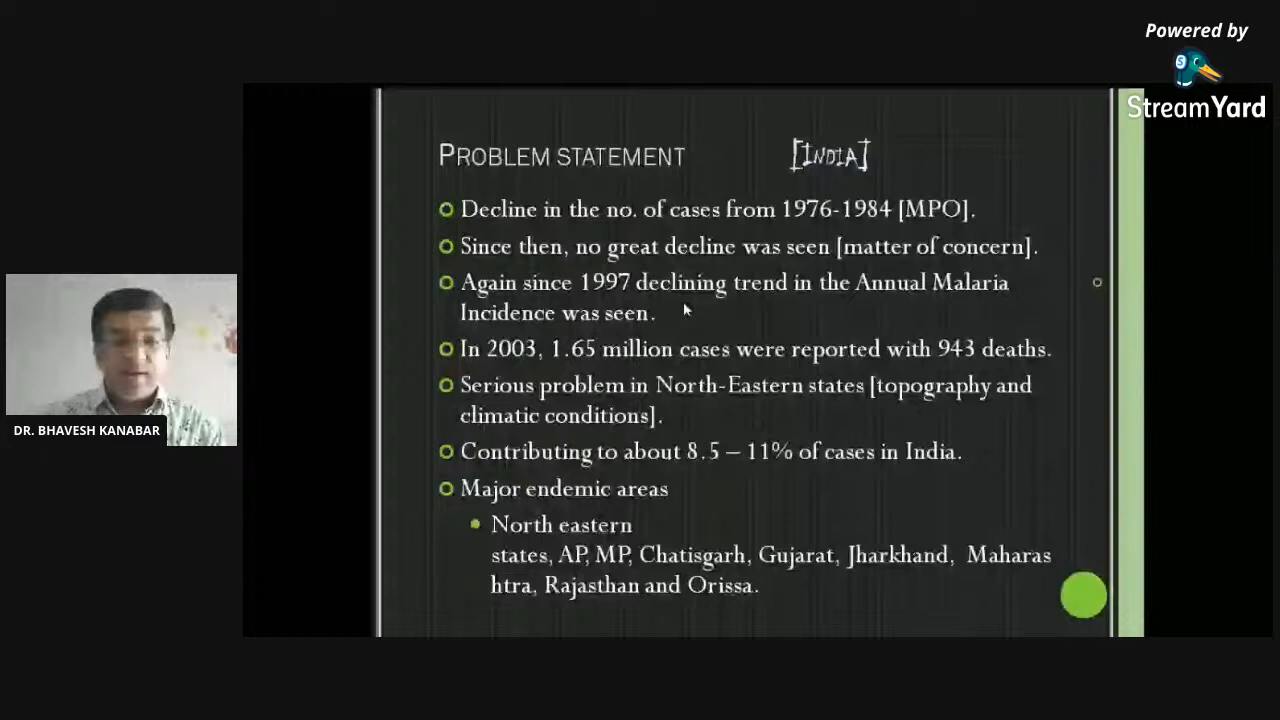 Powered by
StreamYard
PROBLEM STATEMENT [INDIA]
Decline in the no. of cases from 1976-1984 [MPO].
Since then, no great decline was seen [matter of concern].
Again since 1997 declining trend in the Annual Malaria
Incidence was seen.
In 2003, 1.65 million cases were reported with 943 deaths.
Serious problem in North-Eastern states [topography and
climatic conditions].
Contributing to about 8.5 – 11% of cases in India.
Major endemic areas
North eastern
states, AP, MP, Chatisgarh, Gujarat, Jharkhand, Maharas
htra, Rajasthan and Orissa.
DR. BHAVESH KANABAR